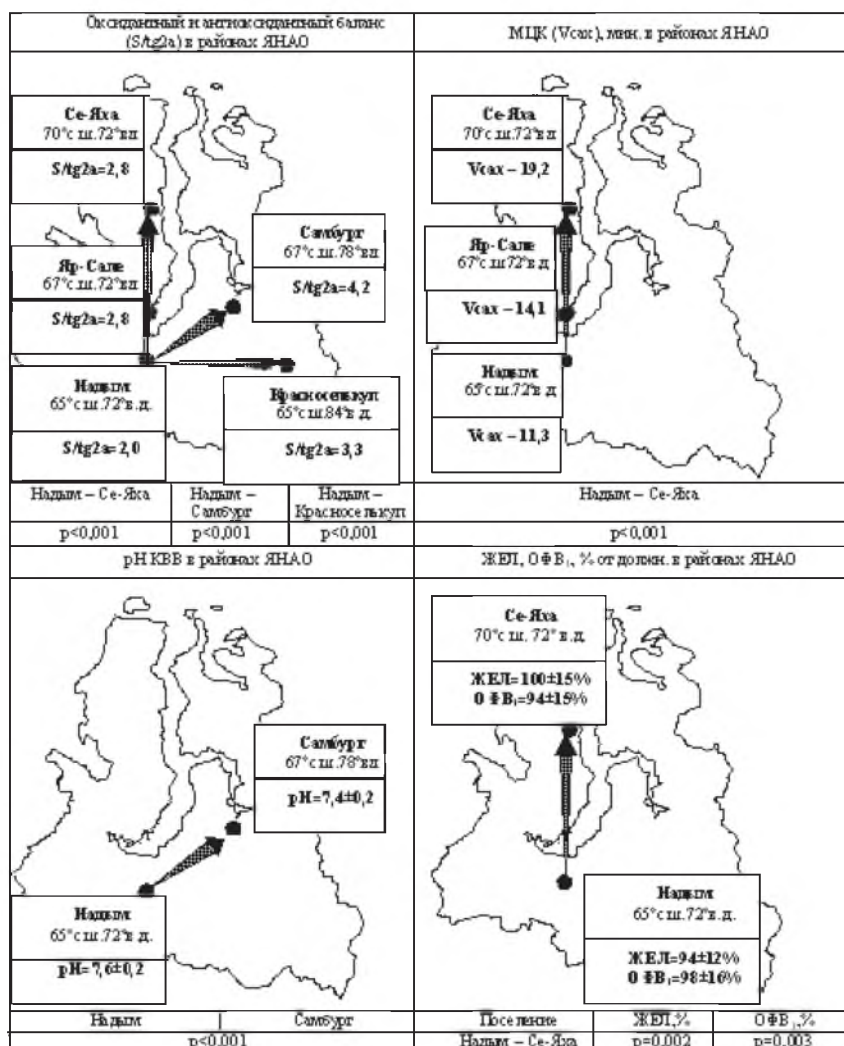 Оксидантный и антиоксидантный баланс
(S/tg2a) в районах ЯНАО
Се-Яха
70°с.ш.72°в.д
S/tg2a=2,8
Яр-Сале
67°с.ш.72°в.д
S/tg2a=2,8
Надым
65°с.ш.72°в.д.
S/tg2a=2,0
Самбург
67°с.ш.78°в.д
S/tg2a=4,2
Красноселькуп
65°с.ш.84°в.д
S/tg2a=3,3
Надым – Се-Яха
Надым –
Самбург
Надым –
Красноселькуп
p<0,001
p<0,001
p<0,001
МЦК (Vсах), мин. в районах ЯНАО
Се-Яха
70°с.ш.72°в.д
Vсах – 19,2
Яр-Сале
67°с.ш.72°в.д
Vсах –14,1
Надым
65°с.ш.72°в.д
Vсах –11,3
Надым – Се-Яха
p<0,001
pH КВВ в районах ЯНАО
Самбург
67°с.ш.78°в.д
pH=7,4±0,2
Надым
65°с.ш.72°в.д.
pH=7,6±0,2
Надым
Самбург
p<0,001
ЖЕЛ, ОФВ₁, % от должн. в районах ЯНАО
Се-Яха
70°с.ш. 72° в.д.
ЖЕЛ=100±15%
ОФВ₁=94±15%
Надым
65°с.ш.72°в.д.
ЖЕЛ=94±12%
ОФВ₁=98±16%
Поселение
ЖЕЛ,%
ОФВ₁,%
Надым – Се-Яха
p=0,002
p=0,003